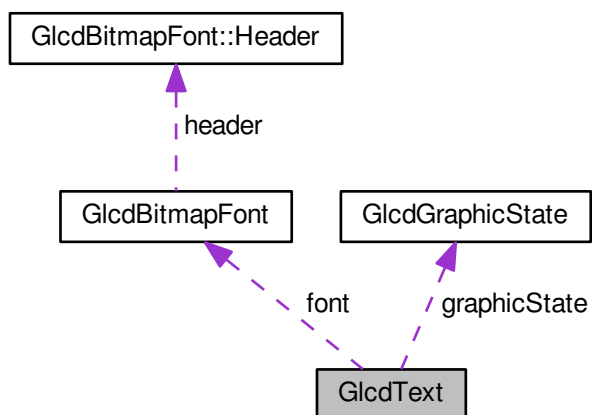 GlcdBitmapFont::Header
header
GlcdBitmapFont
GlcdGraphicState
font
graphicState
GlcdText